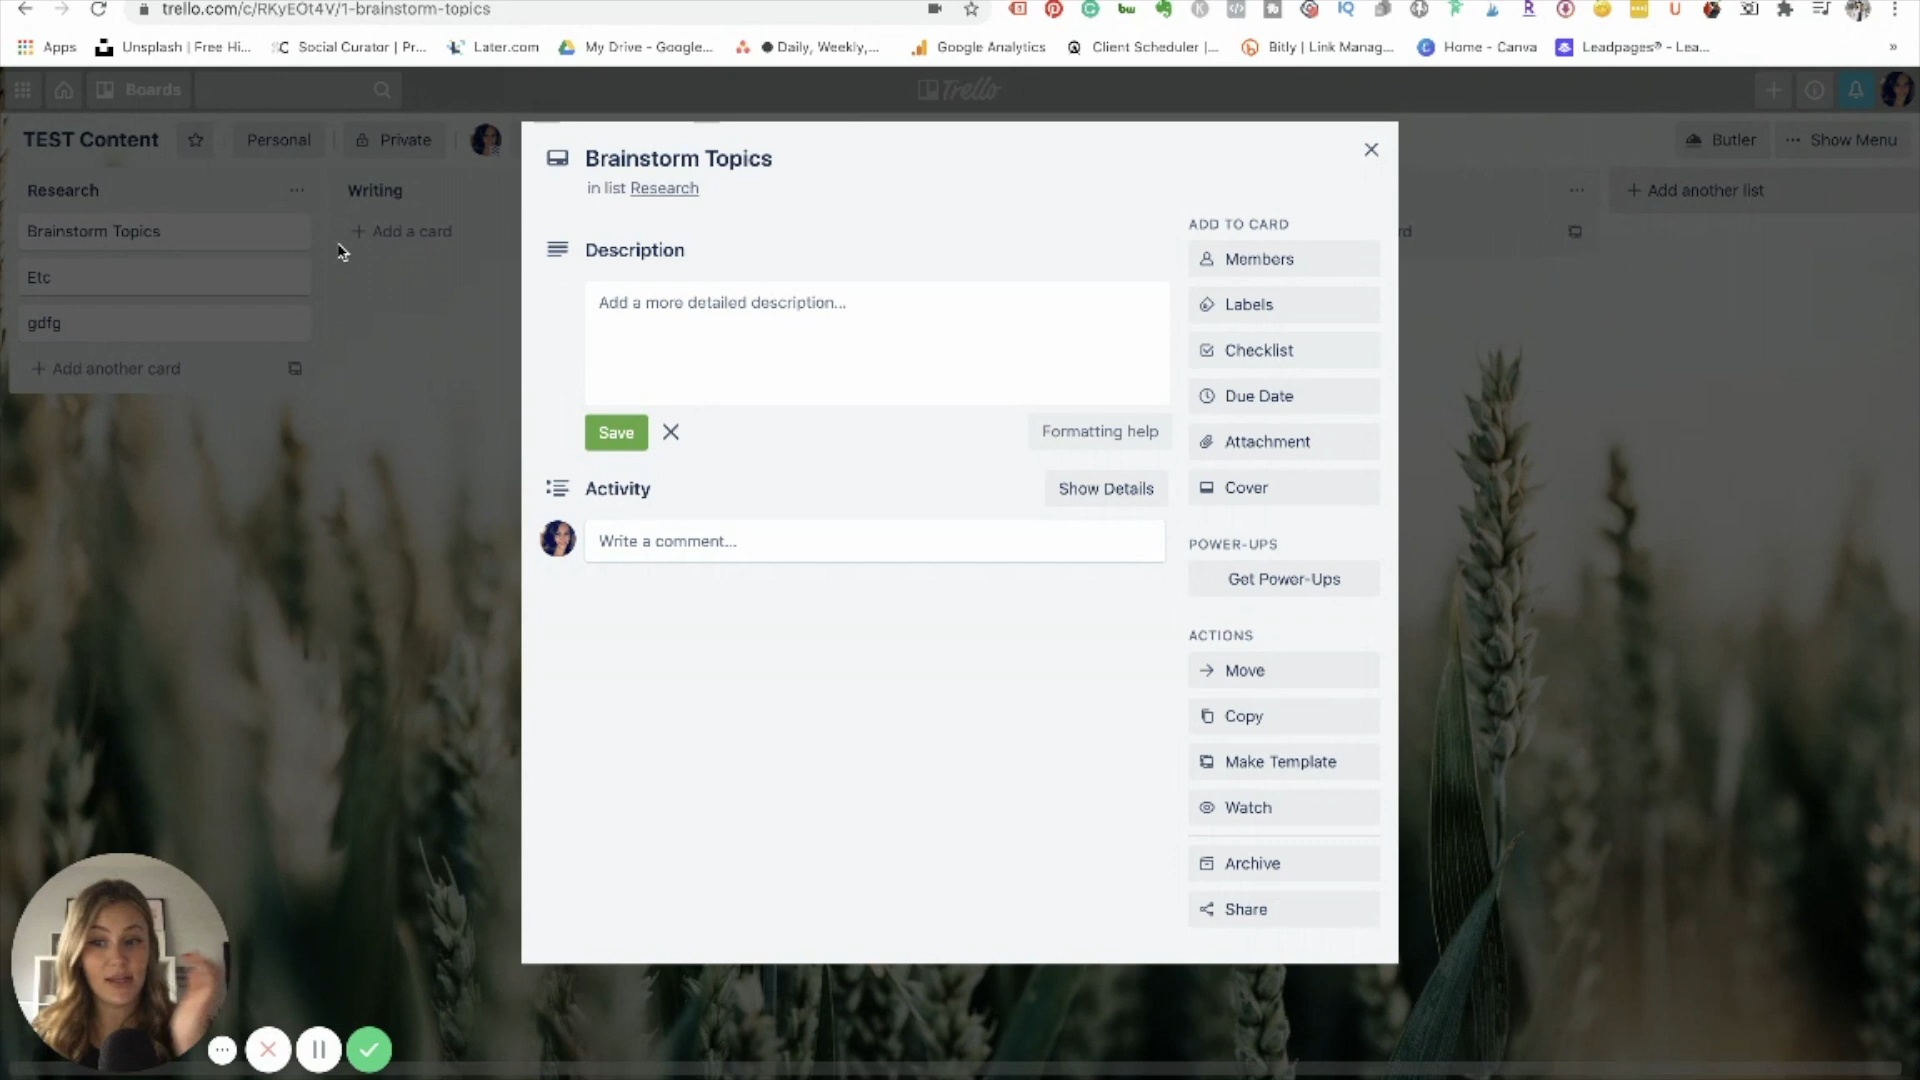 trello.com/c/RKyEOt4V/1-brainstorm-topics
Apps
Unsplash | Free Hi...
Social Curator | Pr...
Later.com
My Drive - Google...
Daily, Weekly,...
Google Analytics
Client Scheduler |...
Bitly | Link Manag...
Home - Canva
Leadpages® - Lea...
»
Boards
Trello
TEST Content
Personal
Private
Butler
Show Menu
Research
Writing
Brainstorm Topics
Etc
gdfg
+ Add another card
+ Add a card
+ Add another list
rd
Brainstorm Topics
in list Research
Description
Add a more detailed description...
Save
Formatting help
Activity
Show Details
Write a comment...
ADD TO CARD
Members
Labels
Checklist
Due Date
Attachment
Cover
POWER-UPS
Get Power-Ups
ACTIONS
Move
Copy
Make Template
Watch
Archive
Share